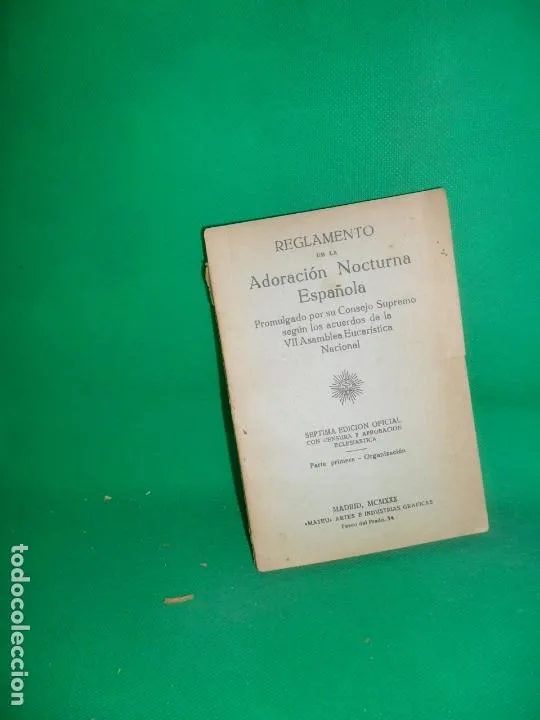 REGLAMENTO
DE LA
Adoración Nocturna
Española
Promulgado por su Consejo Supremo
según los acuerdos de la
VII Asamblea Eucarística
Nacional
SEPTIMA EDICION OFICIAL
CON CENSURA Y APROBACION
ECLESIASTICA
Parte primera - Organización
MADRID, MCMXXX
«MATEU» ARTES E INDUSTRIAS GRAFICAS
Paseo del Prado, 34
todocoleccion